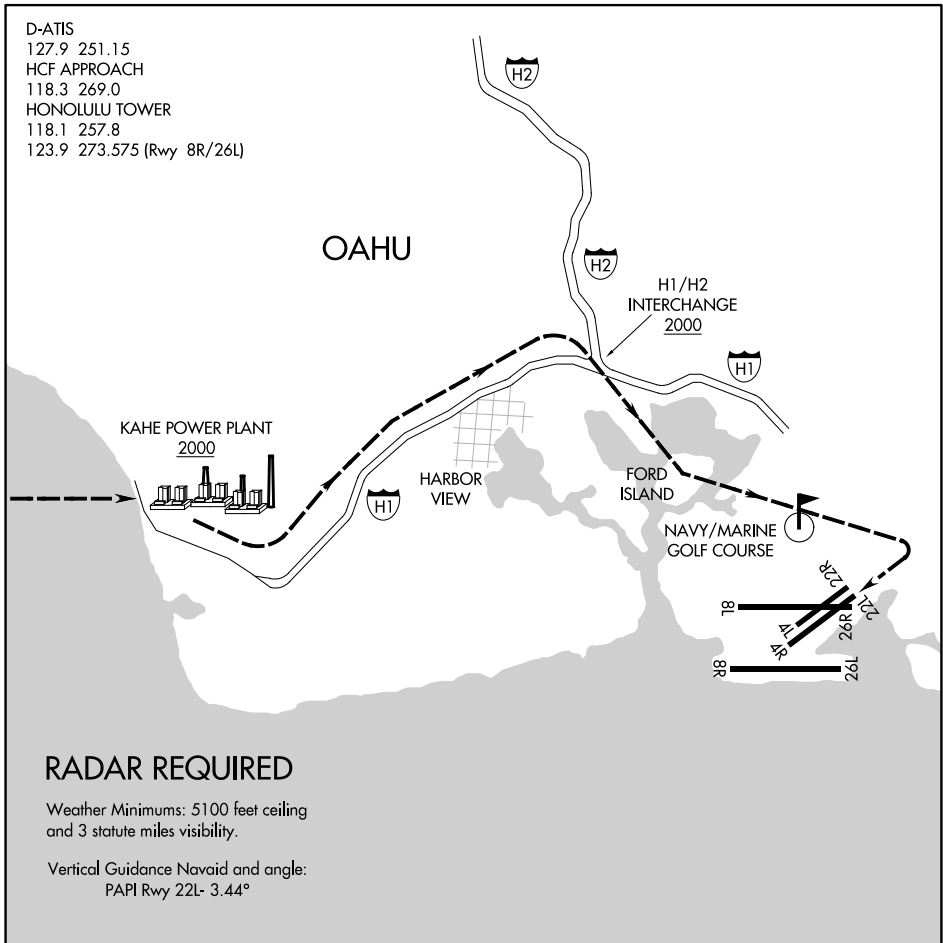 D-ATIS
127.9 251.15
HCF APPROACH
118.3 269.0
HONOLULU TOWER
118.1 257.8
123.9 273.575 (Rwy 8R/26L)
H2
OAHU
H2
H1/H2
INTERCHANGE
2000
H1
KAHE POWER PLANT
2000
HARBOR
VIEW
FORD
ISLAND
H1
NAVY/MARINE
GOLF COURSE
22R
22L
8L
4L
26R
4R
8R
26L
RADAR REQUIRED
Weather Minimums: 5100 feet ceiling
and 3 statute miles visibility.
Vertical Guidance Navaid and angle:
PAPI Rwy 22L- 3.44°